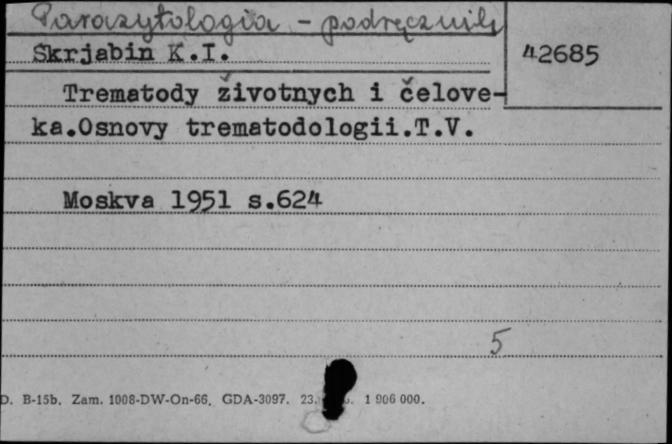 Parazytologia - podręczniki
Skrjabin K.I.
42685
Trematody životnych i čelove-
ka.Osnovy trematodologii.T.V.
Moskva 1951 s.624
5
D. B-15b. Zam. 1008-DW-On-66. GDA-3097. 23. 1 906 000.